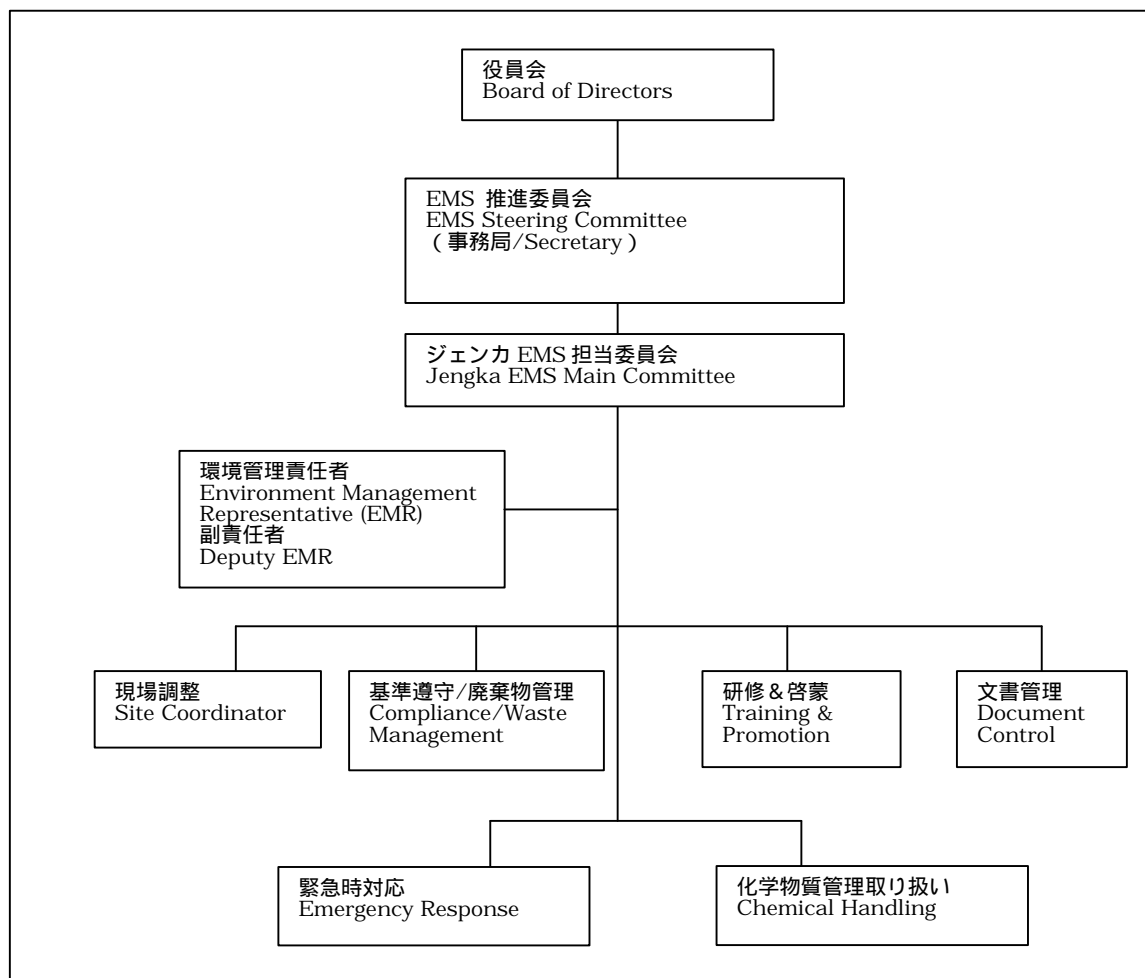 役員会
Board of Directors
EMS 推進委員会
EMS Steering Committee
（事務局/Secretary）
ジェンカ EMS 担当委員会
Jengka EMS Main Committee
環境管理責任者
Environment Management
Representative (EMR)
副責任者
Deputy EMR
現場調整
Site Coordinator
基準遵守/廃棄物管理
Compliance/Waste
Management
研修＆啓蒙
Training &
Promotion
文書管理
Document
Control
緊急時対応
Emergency Response
化学物質管理取り扱い
Chemical Handling